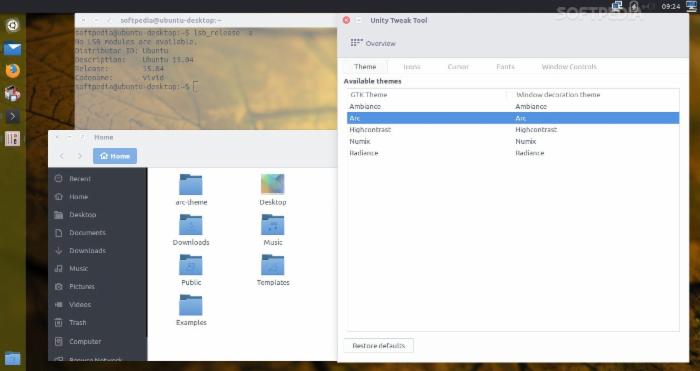 softpedia@ubuntu-desktop: ~
09:24
SOFTPEDIA
softpedia@ubuntu-desktop:~$ lsb_release -a
No LSB modules are available.
Distributor ID: Ubuntu
Description: Ubuntu 15.04
Release: 15.04
Codename: vivid
softpedia@ubuntu-desktop:~$
Home
Home
Recent
Home
Desktop
Documents
Downloads
Music
Pictures
Videos
Trash
Computer
Browse Network
arc-theme
Desktop
Downloads
Music
Public
Templates
Examples
Unity Tweak Tool
Overview
Theme Icons Cursor Fonts Window Controls
Available themes
GTK Theme Window decoration theme
Ambiance Ambiance
Arc Arc
Highcontrast Highcontrast
Numix Numix
Radiance Radiance
Restore defaults